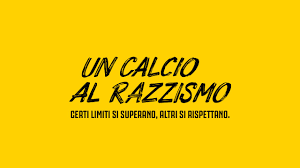 UN CALCIO
AL RAZZISMO
CERTI LIMITI SI SUPERANO, ALTRI SI RISPETTANO.